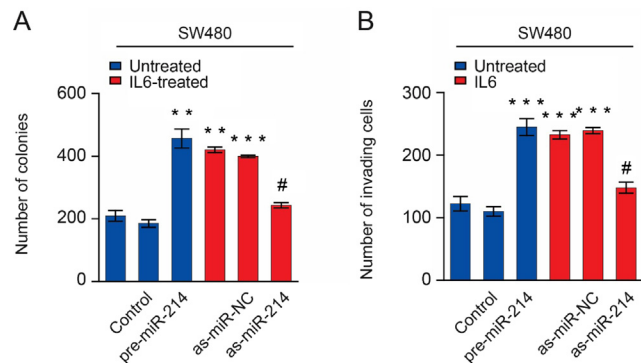 A
SW480
Untreated
IL6-treated
Number of colonies
600
400
200
0
* *
* *
* * *
#
Control
pre-miR-214
as-miR-NC
as-miR-214
B
SW480
Untreated
IL6
Number of invading cells
300
200
100
0
* * *
* * *
* * *
#
Control
pre-miR-214
as-miR-NC
as-miR-214